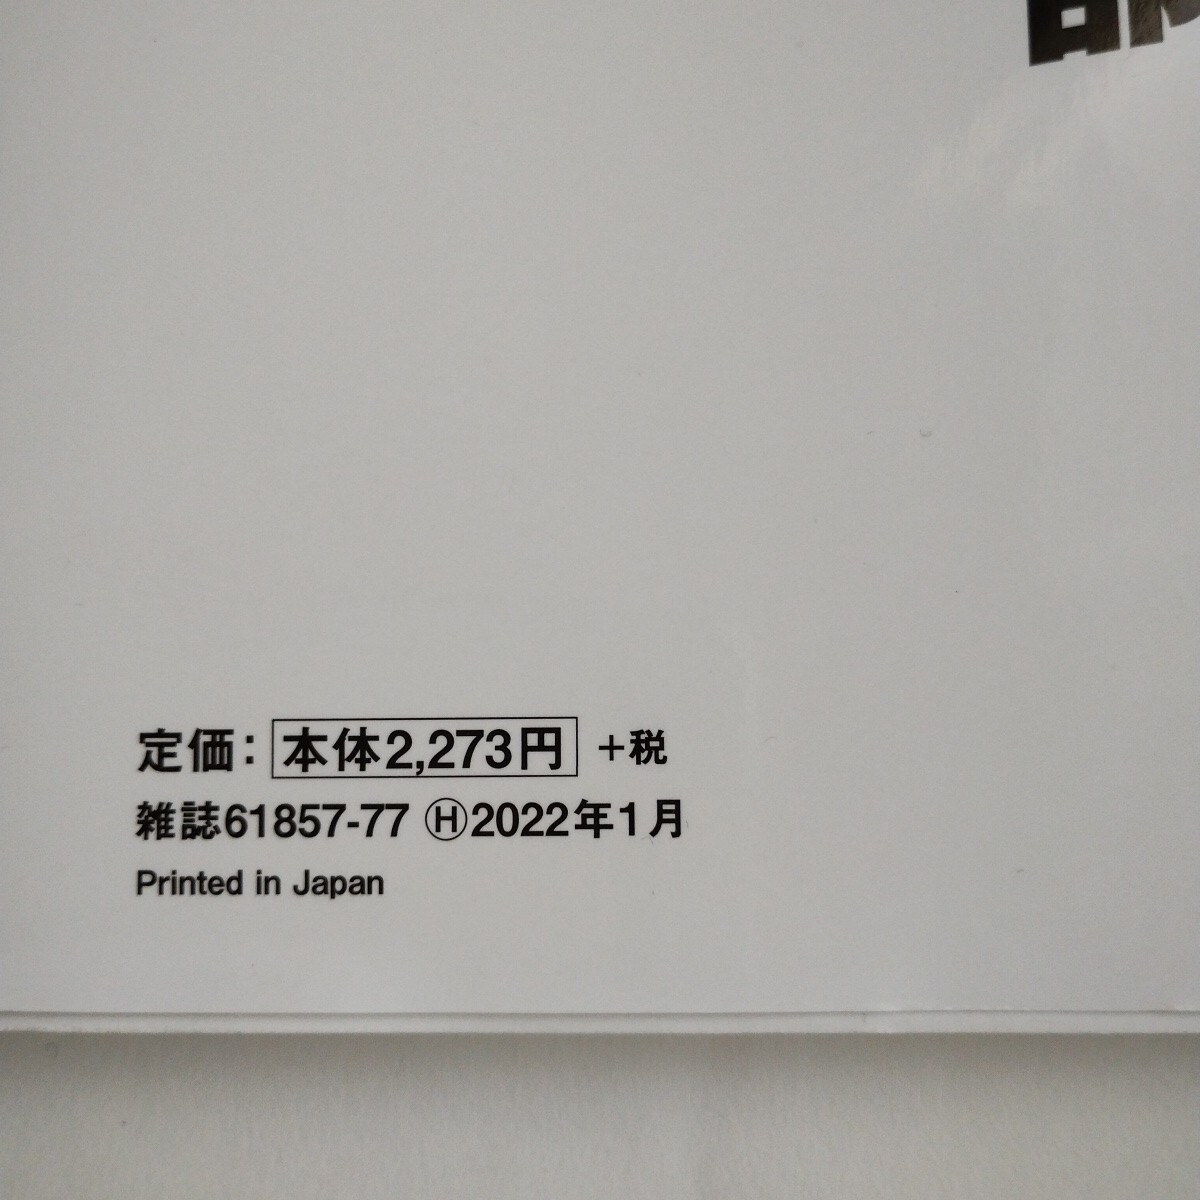 定価：本体2,273円 +税
雑誌61857-77 Ⓗ2022年1月
Printed in Japan